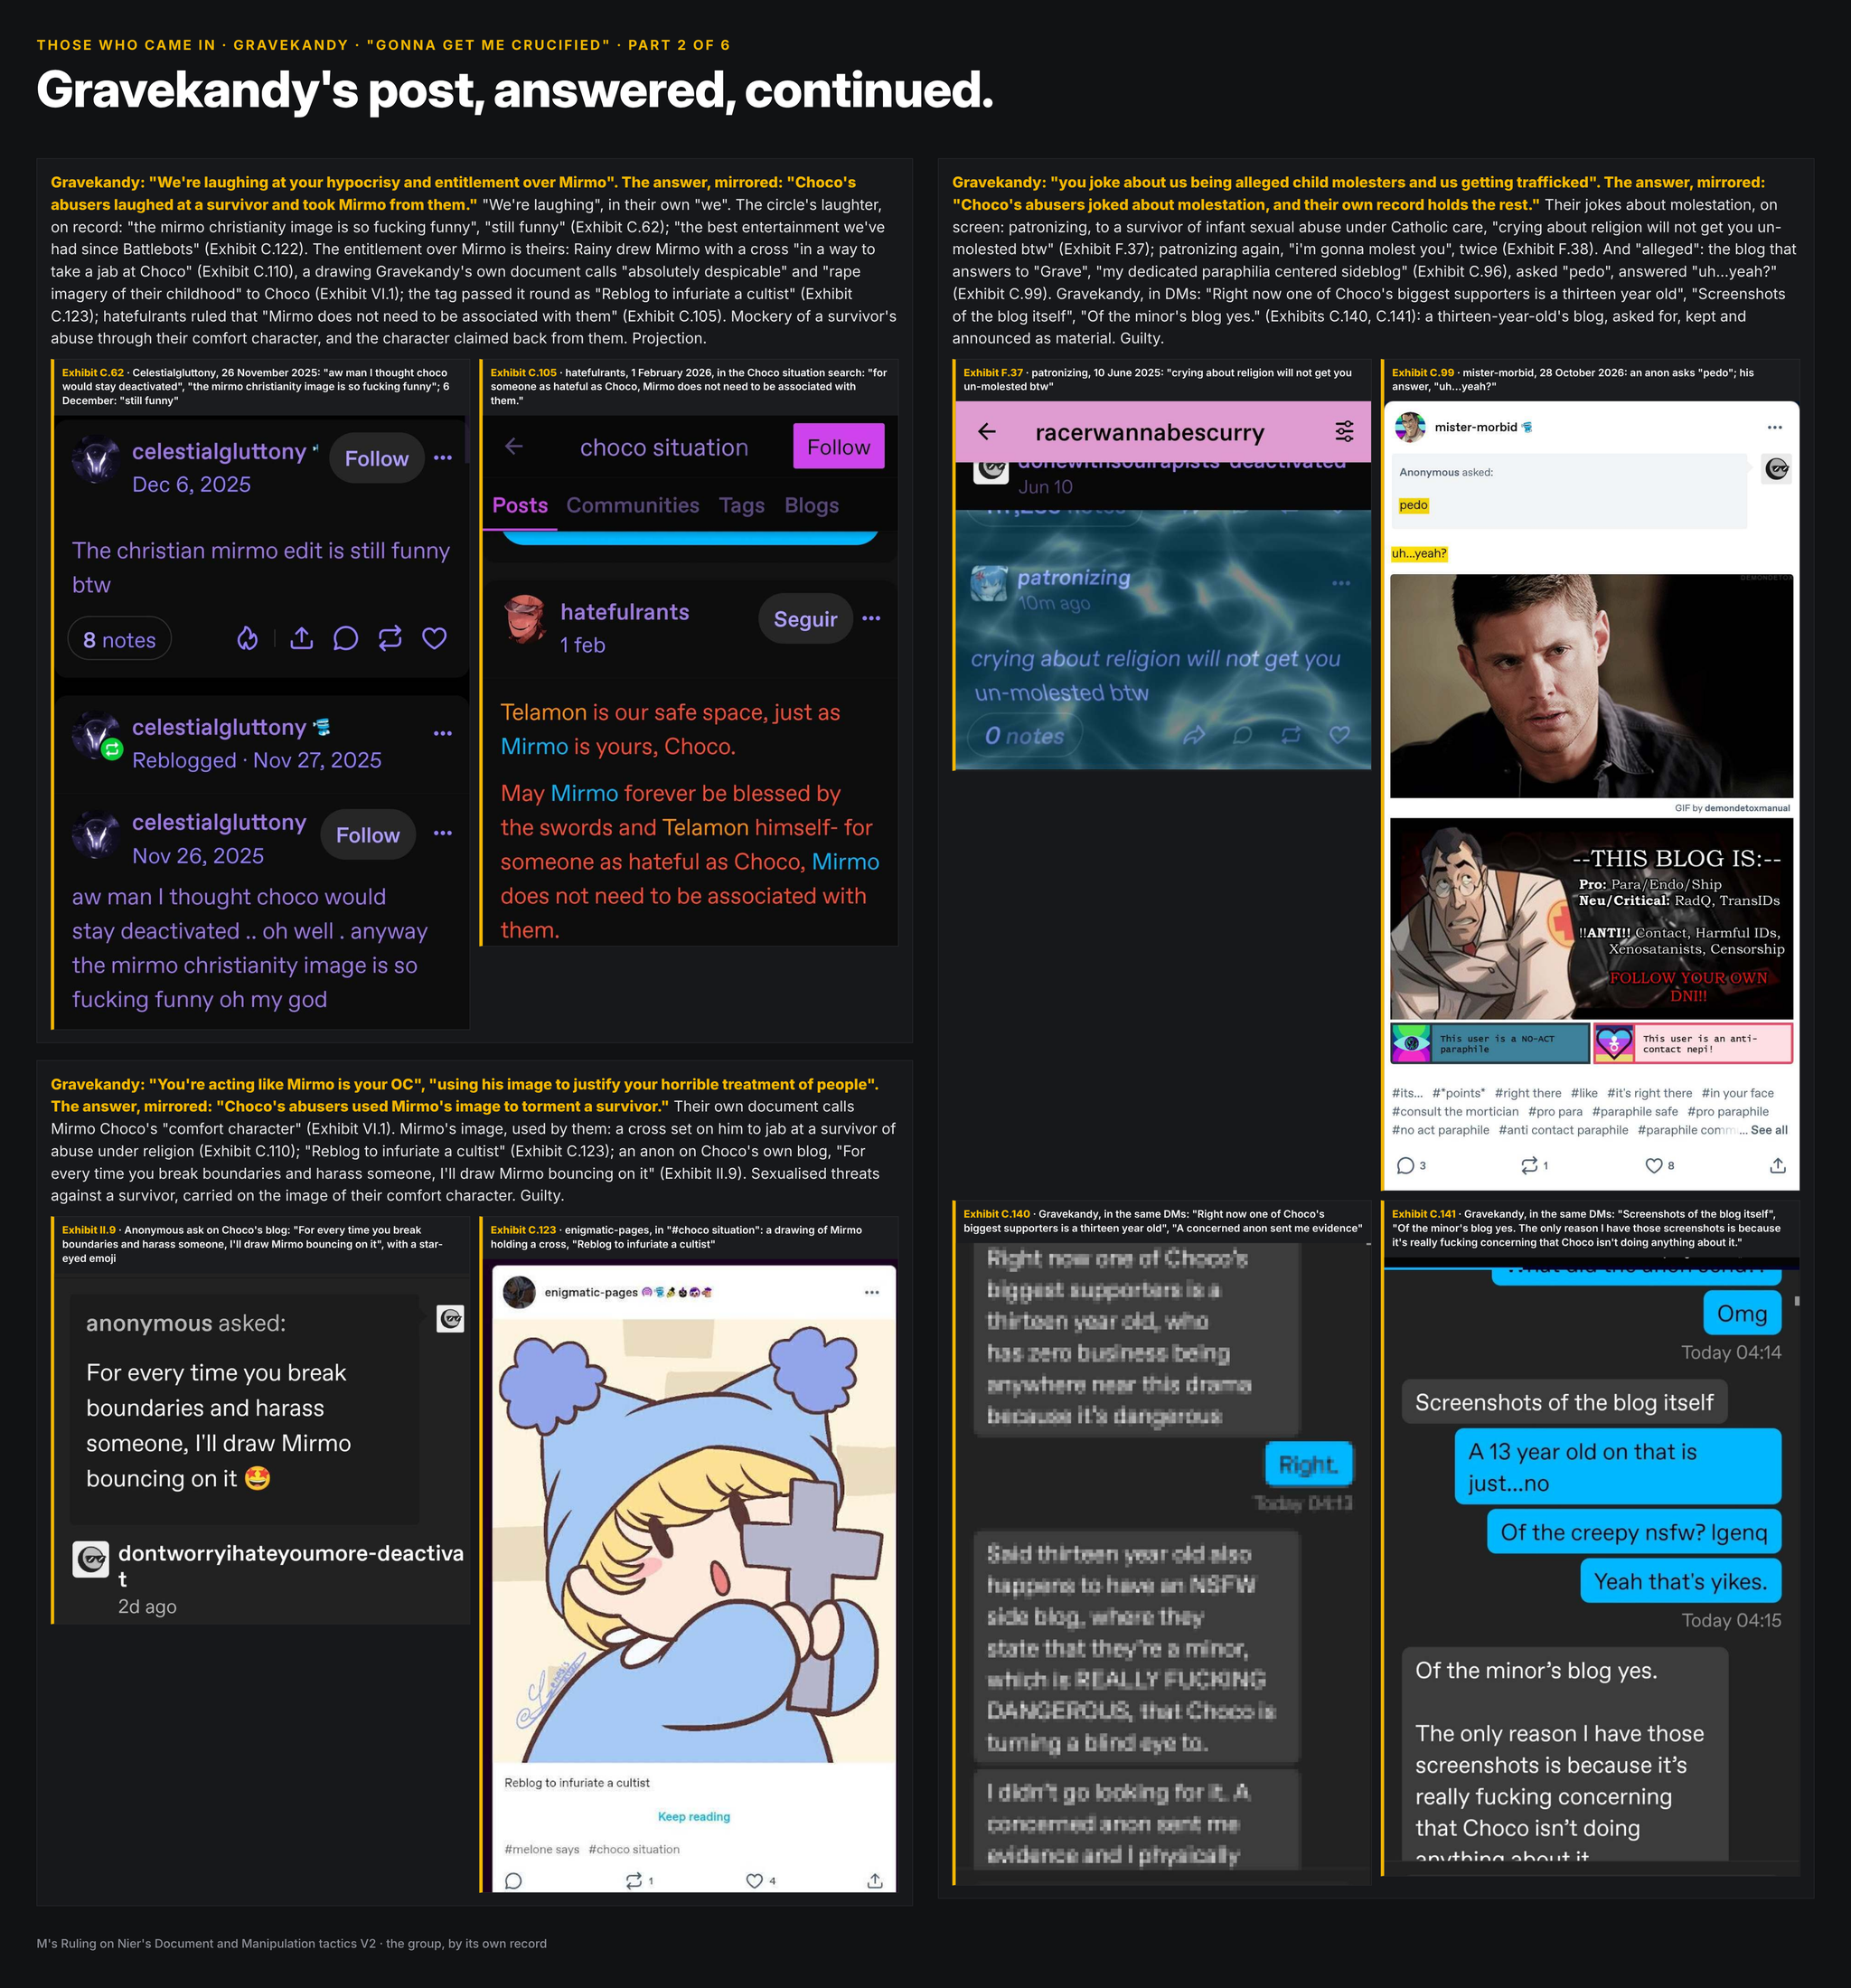 THOSE WHO CAME IN · GRAVEKANDY · "GONNA GET ME CRUCIFIED" · PART 2 OF 6
Gravekandy's post, answered, continued.
Gravekandy: "We're laughing at your hypocrisy and entitlement over Mirmo". The answer, mirrored: "Choco's
abusers laughed at a survivor and took Mirmo from them." "We're laughing", in their own "we". The circle's laughter,
on record: "the mirmo christianity image is so fucking funny", "still funny" (Exhibit C.62); "the best entertainment we've
had since Battlebots" (Exhibit C.122). The entitlement over Mirmo is theirs: Rainy drew Mirmo with a cross "in a way to
take a jab at Choco" (Exhibit C.110), a drawing Gravekandy's own document calls "absolutely despicable" and "rape
imagery of their childhood" to Choco (Exhibit VI.1); the tag passed it round as "Reblog to infuriate a cultist" (Exhibit
C.123); hatefulrants ruled that "Mirmo does not need to be associated with them" (Exhibit C.105). Mockery of a survivor's
abuse through their comfort character, and the character claimed back from them. Projection.
Exhibit C.62 · Celestialgluttony, 26 November 2025: "aw man I thought choco
would stay deactivated", "the mirmo christianity image is so fucking funny"; 6
December: "still funny"
celestialgluttony
Follow
Dec 6, 2025
The christian mirmo edit is still funny
btw
8 notes
celestialgluttony
Reblogged · Nov 27, 2025
celestialgluttony
Follow
Nov 26, 2025
aw man I thought choco would
stay deactivated .. oh well . anyway
the mirmo christianity image is so
fucking funny oh my god
Exhibit C.105 · hatefulrants, 1 February 2026, in the Choco situation search: "for
someone as hateful as Choco, Mirmo does not need to be associated with
them."
choco situation
Follow
Posts Communities Tags Blogs
hatefulrants
Seguir
1 feb
Telamon is our safe space, just as
Mirmo is yours, Choco.
May Mirmo forever be blessed by
the swords and Telamon himself- for
someone as hateful as Choco, Mirmo
does not need to be associated with
them.
Gravekandy: "You're acting like Mirmo is your OC", "using his image to justify your horrible treatment of people".
The answer, mirrored: "Choco's abusers used Mirmo's image to torment a survivor." Their own document calls
Mirmo Choco's "comfort character" (Exhibit VI.1). Mirmo's image, used by them: a cross set on him to jab at a survivor of
abuse under religion (Exhibit C.110); "Reblog to infuriate a cultist" (Exhibit C.123); an anon on Choco's own blog, "For
every time you break boundaries and harass someone, I'll draw Mirmo bouncing on it" (Exhibit II.9). Sexualised threats
against a survivor, carried on the image of their comfort character. Guilty.
Exhibit II.9 · Anonymous ask on Choco's blog: "For every time you break
boundaries and harass someone, I'll draw Mirmo bouncing on it", with a star-
eyed emoji
anonymous asked:
For every time you break
boundaries and harass
someone, I'll draw Mirmo
bouncing on it 🤩
dontworryihateyoumore-deactiva
t
2d ago
Exhibit C.123 · enigmatic-pages, in "#choco situation": a drawing of Mirmo
holding a cross, "Reblog to infuriate a cultist"
enigmatic-pages
Reblog to infuriate a cultist
Keep reading
#melone says #choco situation
1
4
Gravekandy: "you joke about us being alleged child molesters and us getting trafficked". The answer, mirrored:
"Choco's abusers joked about molestation, and their own record holds the rest." Their jokes about molestation, on
screen: patronizing, to a survivor of infant sexual abuse under Catholic care, "crying about religion will not get you un-
molested btw" (Exhibit F.37); patronizing again, "i'm gonna molest you", twice (Exhibit F.38). And "alleged": the blog that
answers to "Grave", "my dedicated paraphilia centered sideblog" (Exhibit C.96), asked "pedo", answered "uh...yeah?"
(Exhibit C.99). Gravekandy, in DMs: "Right now one of Choco's biggest supporters is a thirteen year old", "Screenshots
of the blog itself", "Of the minor's blog yes." (Exhibits C.140, C.141): a thirteen-year-old's blog, asked for, kept and
announced as material. Guilty.
Exhibit F.37 · patronizing, 10 June 2025: "crying about religion will not get you
un-molested btw"
racerwannabescurry
donewithsoulrapists-deactivated
Jun 10
patronizing
10m ago
crying about religion will not get you
un-molested btw
0 notes
Exhibit C.99 · mister-morbid, 28 October 2026: an anon asks "pedo"; his
answer, "uh...yeah?"
mister-morbid
Anonymous asked:
pedo
uh...yeah?
DEMONDETOX
GIF by demondetoxmanual
--THIS BLOG IS:--
Pro: Para/Endo/Ship
Neu/Critical: RadQ, TransIDs
!!ANTI!! Contact, Harmful IDs,
Xenosatanists, Censorship
FOLLOW YOUR OWN
DNI!!
This user is a NO-ACT
paraphile
This user is an anti-
contact nepi!
#its... #*points* #right there #like #it's right there #in your face
#consult the mortician #pro para #paraphile safe #pro paraphile
#no act paraphile #anti contact paraphile #paraphile comm... See all
3
1
8
Exhibit C.140 · Gravekandy, in the same DMs: "Right now one of Choco's
biggest supporters is a thirteen year old", "A concerned anon sent me evidence"
Right now one of Choco's
biggest supporters is a
thirteen year old, who
has zero business being
anywhere near this drama
because it's dangerous
Right.
Today 04:13
Said thirteen year old also
happens to have an NSFW
side blog, where they
state that they're a minor,
which is REALLY FUCKING
DANGEROUS, that Choco is
turning a blind eye to.
I didn't go looking for it. A
concerned anon sent me
evidence and I physically
Exhibit C.141 · Gravekandy, in the same DMs: "Screenshots of the blog itself",
"Of the minor's blog yes. The only reason I have those screenshots is because
it's really fucking concerning that Choco isn't doing anything about it."
What did the anon send?
Omg
Today 04:14
Screenshots of the blog itself
A 13 year old on that is
just...no
Of the creepy nsfw? lgenq
Yeah that's yikes.
Today 04:15
Of the minor's blog yes.
The only reason I have those
screenshots is because it's
really fucking concerning
that Choco isn't doing
anything about it
M's Ruling on Nier's Document and Manipulation tactics V2 · the group, by its own record